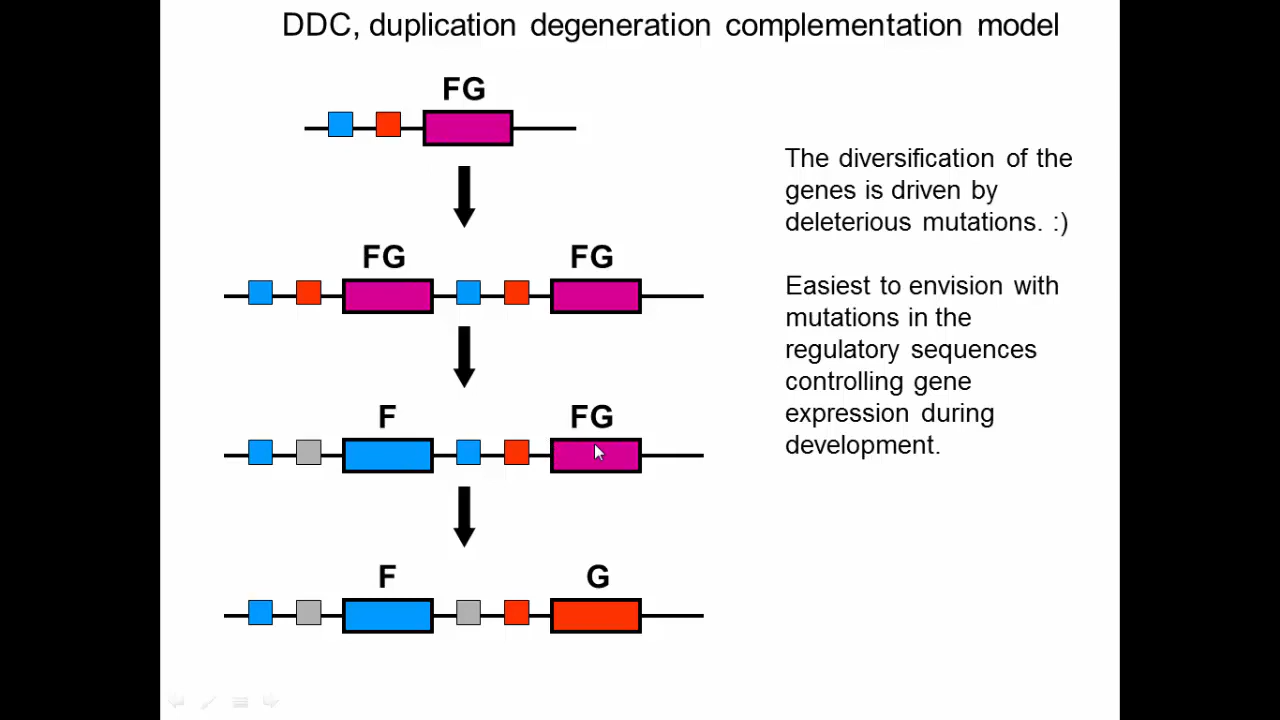 DDC, duplication degeneration complementation model
FG
FG FG
F FG
F G
The diversification of the
genes is driven by
deleterious mutations. :)
Easiest to envision with
mutations in the
regulatory sequences
controlling gene
expression during
development.